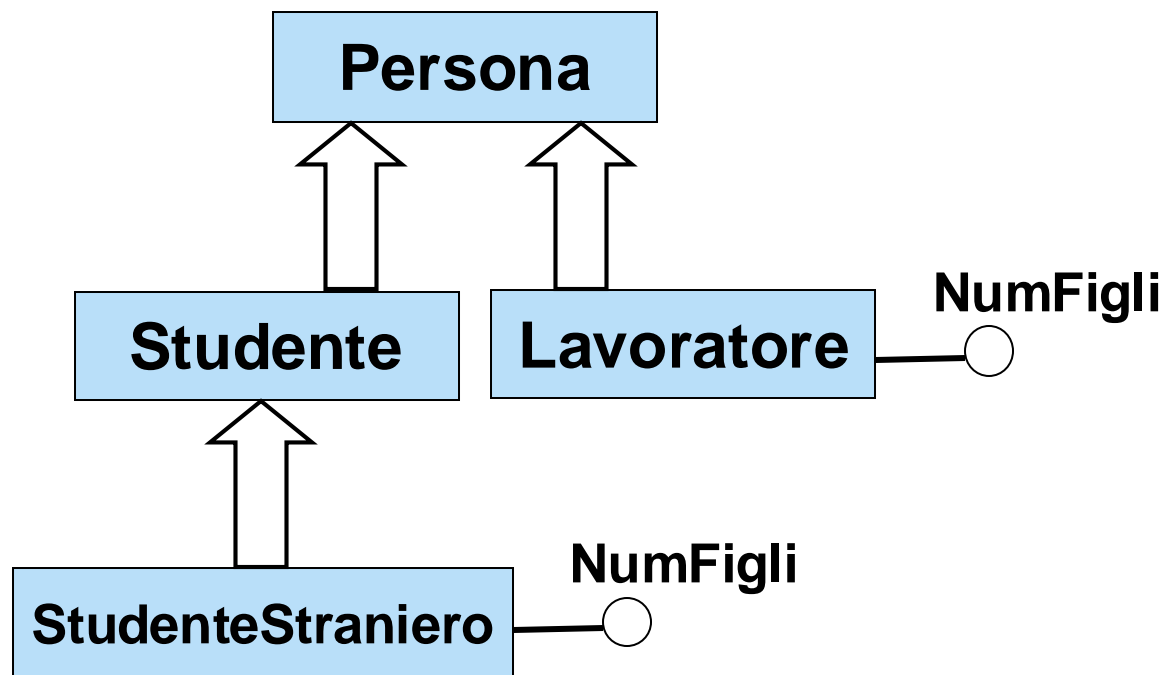 Persona
Studente
Lavoratore
NumFigli
StudenteStraniero
NumFigli